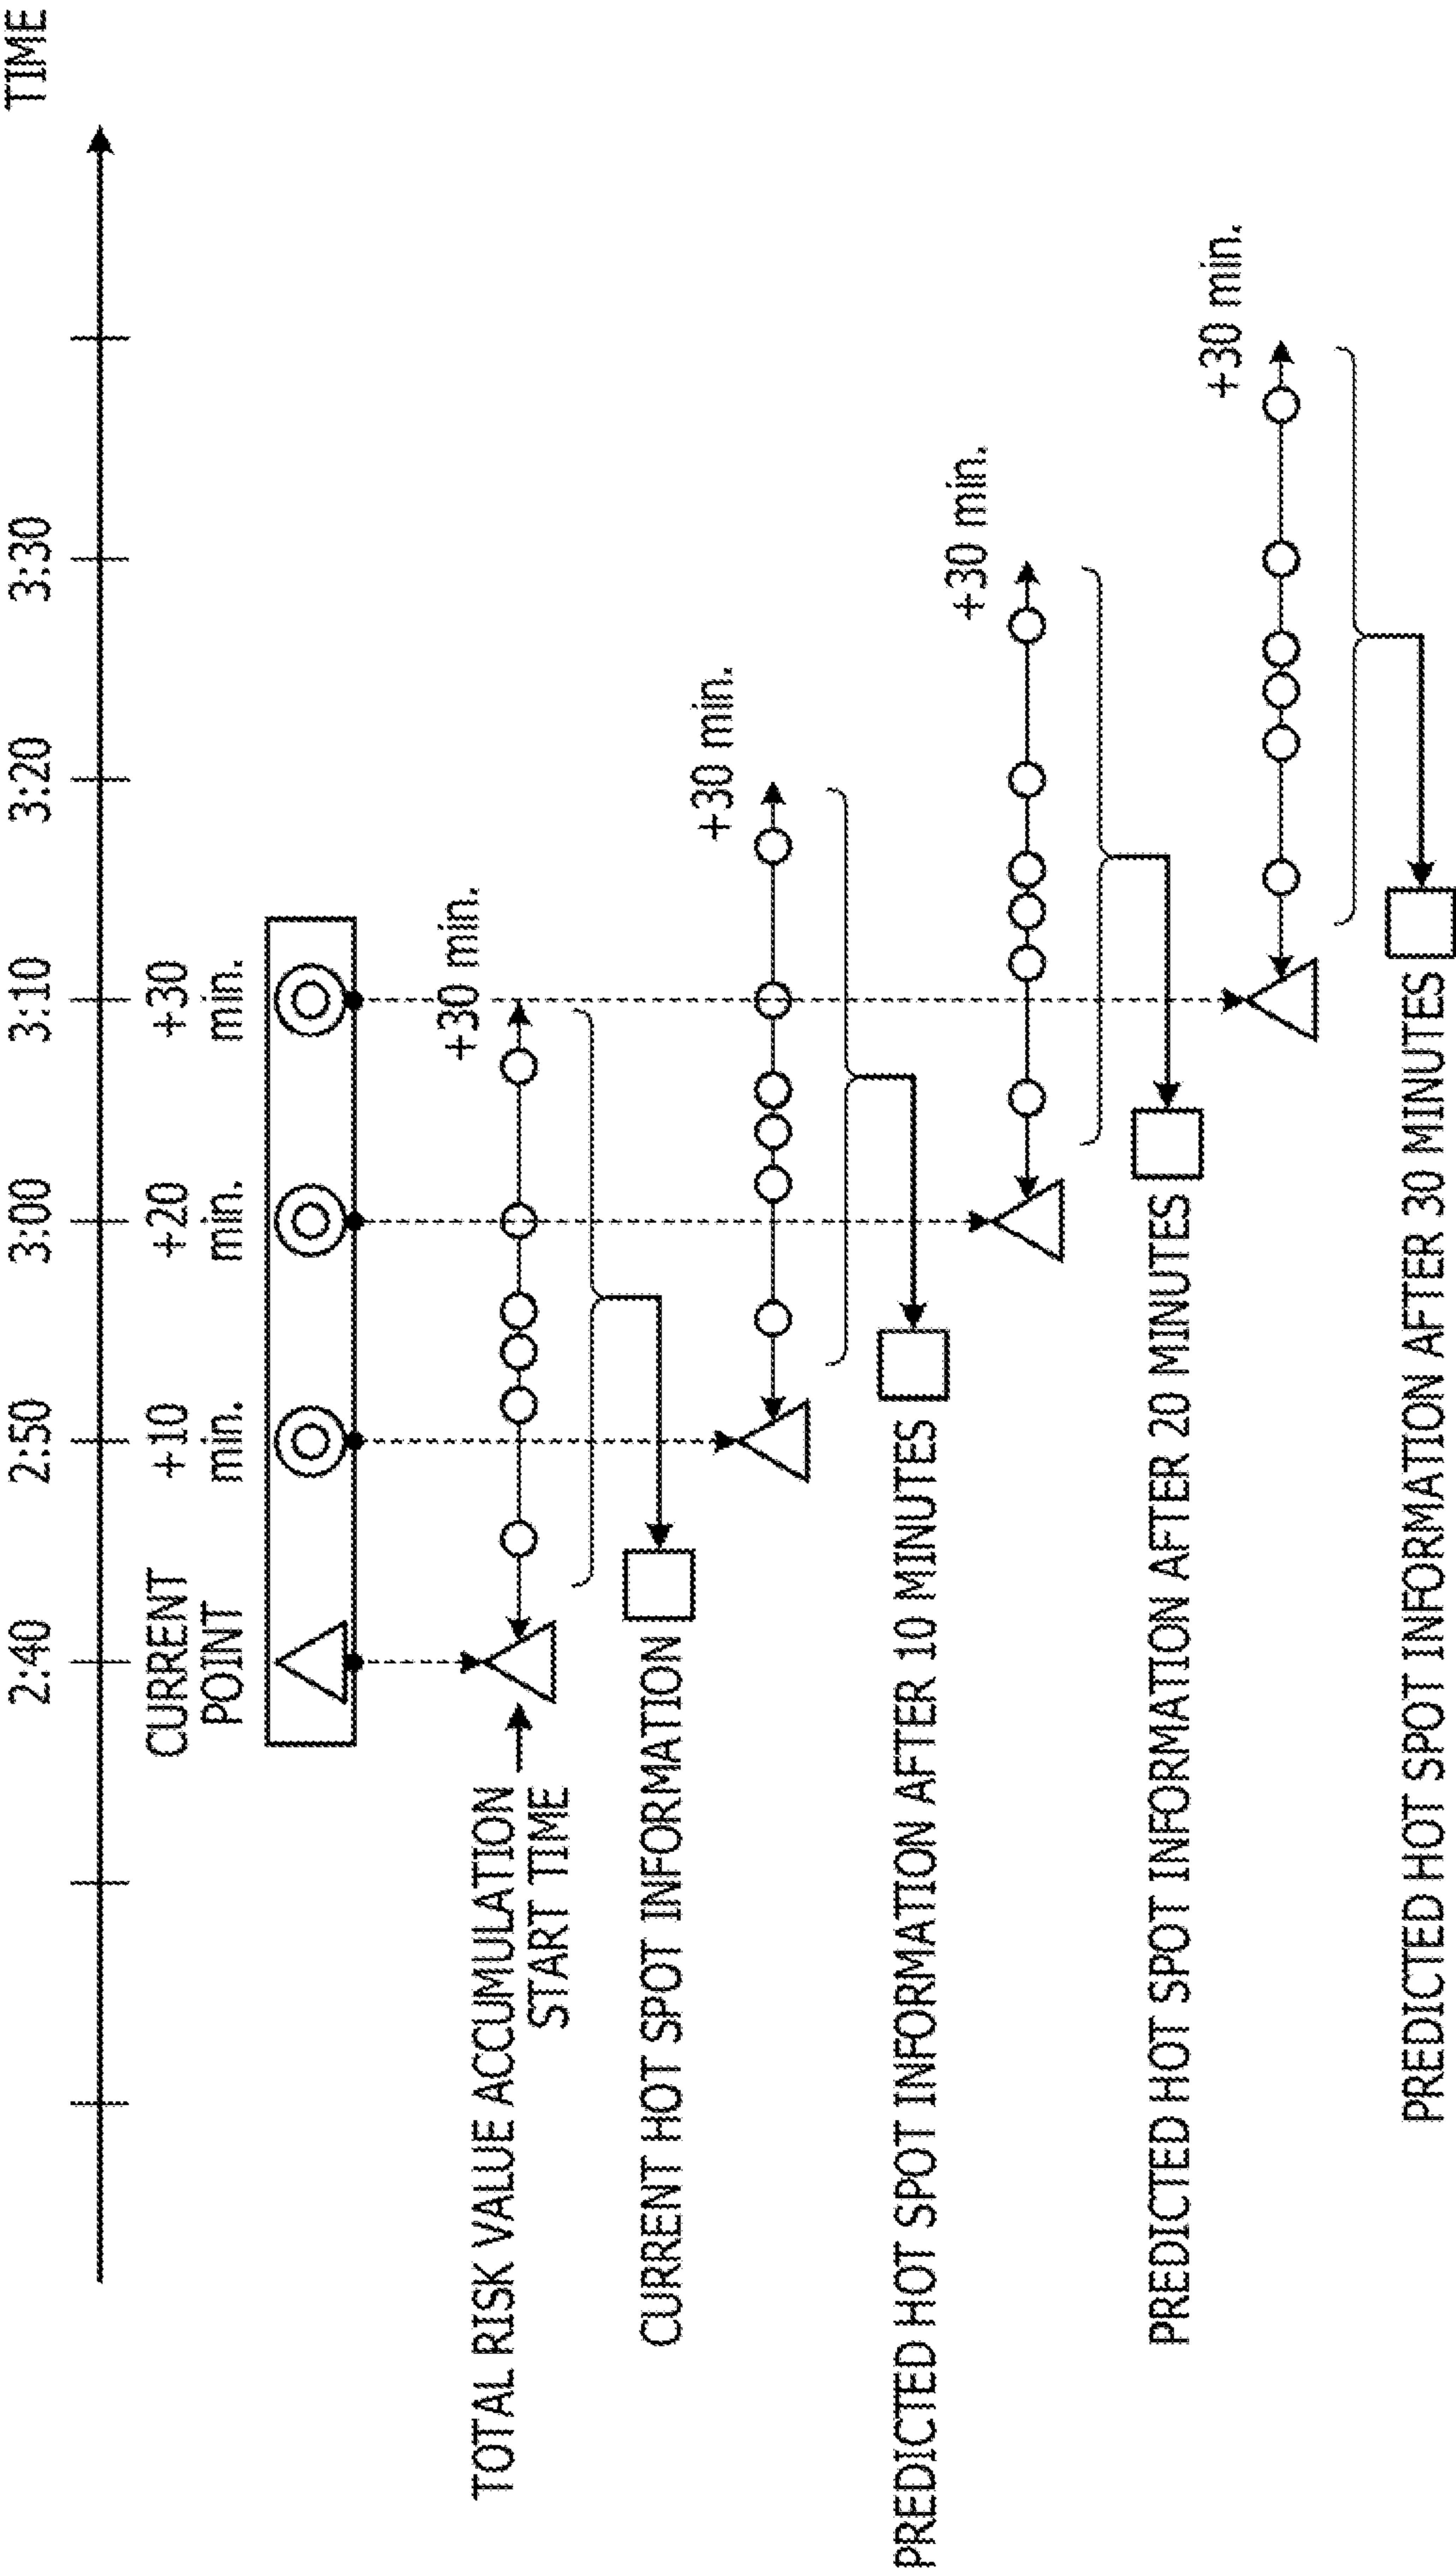 TIME
2:40
2:50
3:00
3:10
3:20
3:30
CURRENT
POINT
+10
min.
+20
min.
+30
min.
TOTAL RISK VALUE ACCUMULATION
START TIME
+30 min.
CURRENT HOT SPOT INFORMATION
+30 min.
PREDICTED HOT SPOT INFORMATION AFTER 10 MINUTES
+30 min.
PREDICTED HOT SPOT INFORMATION AFTER 20 MINUTES
+30 min.
PREDICTED HOT SPOT INFORMATION AFTER 30 MINUTES